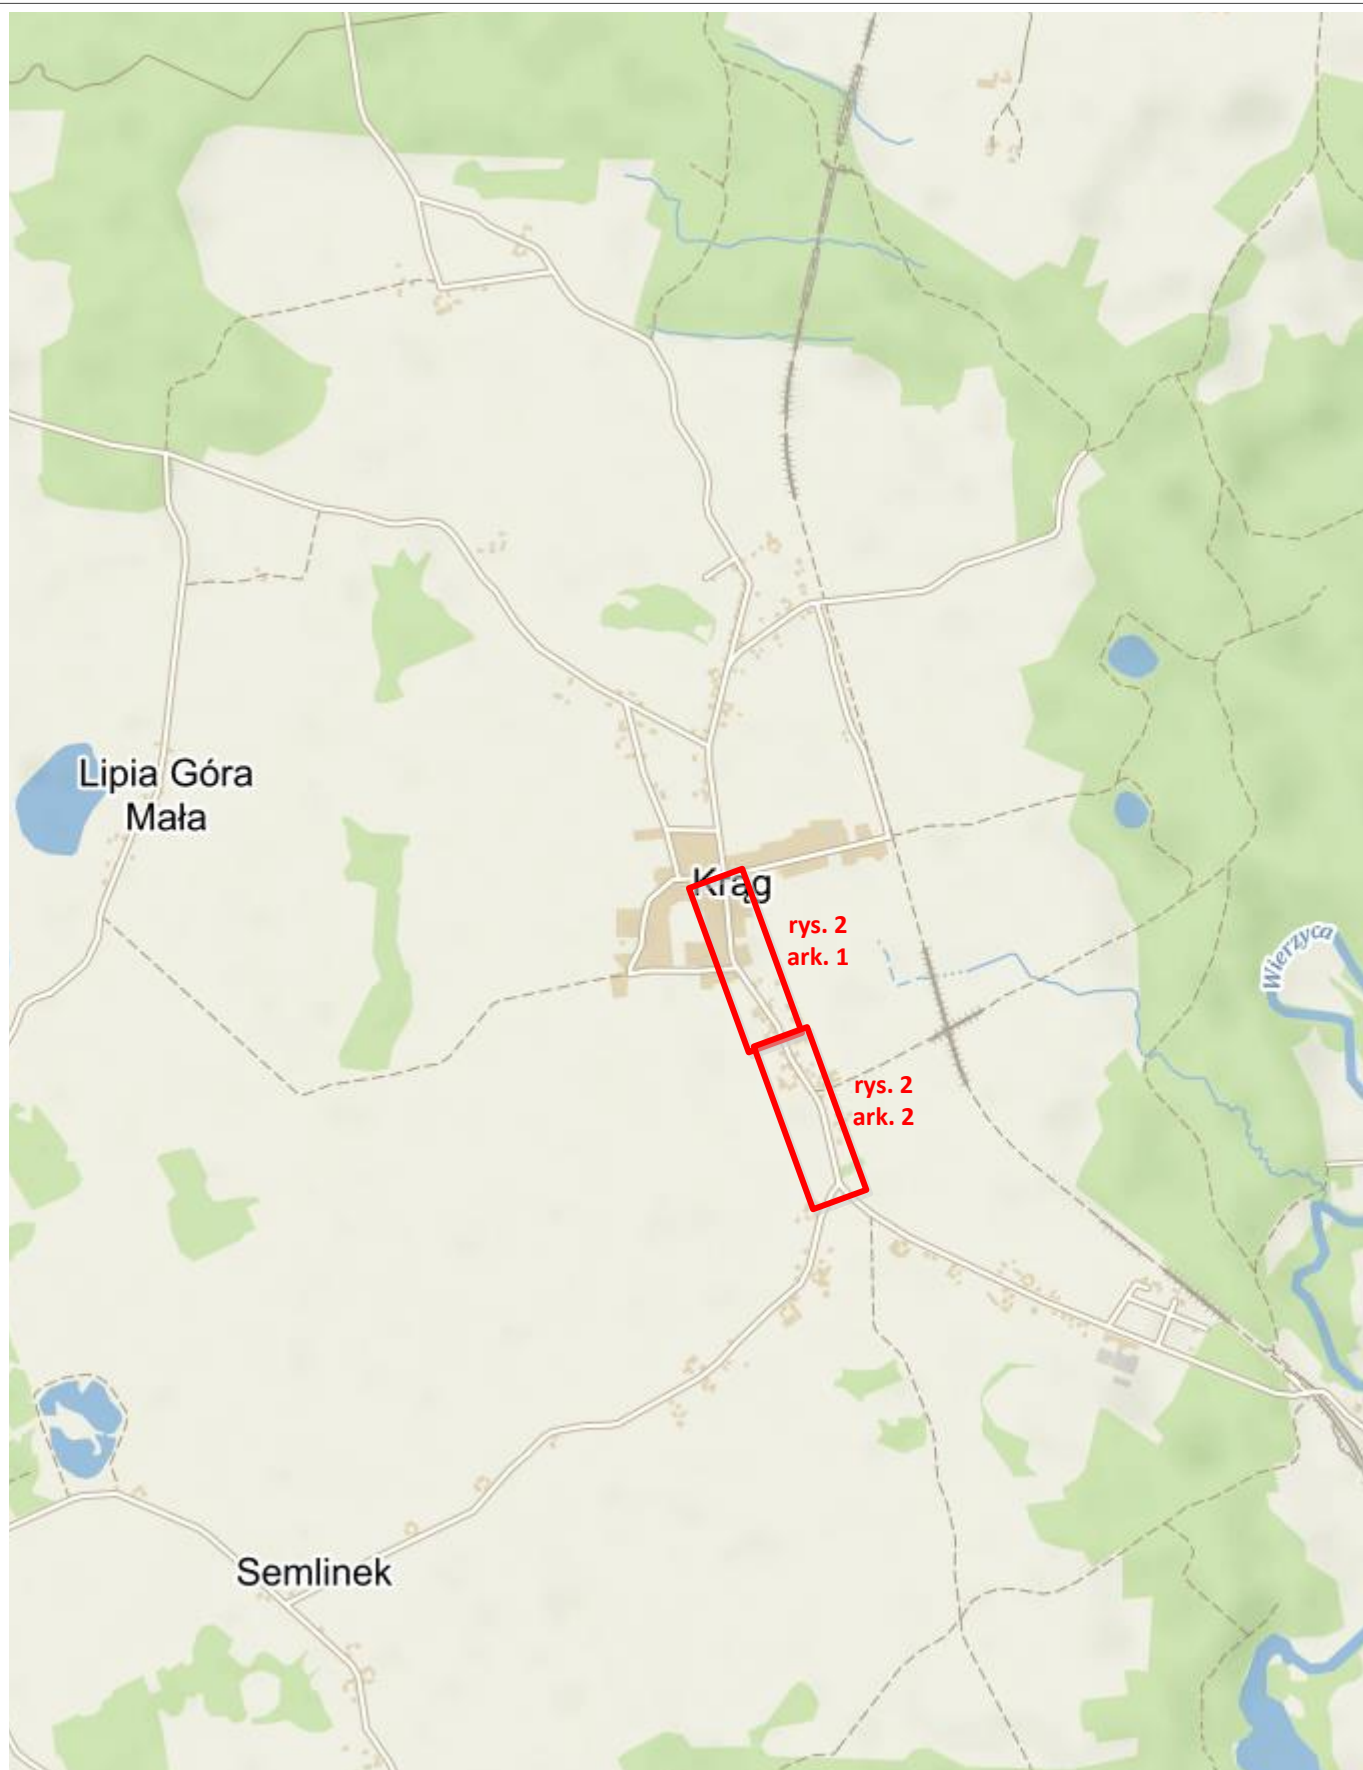 Lipia Góra
Mała
Krąg
rys. 2
ark. 1
Wierzyca
rys. 2
ark. 2
Semlinek